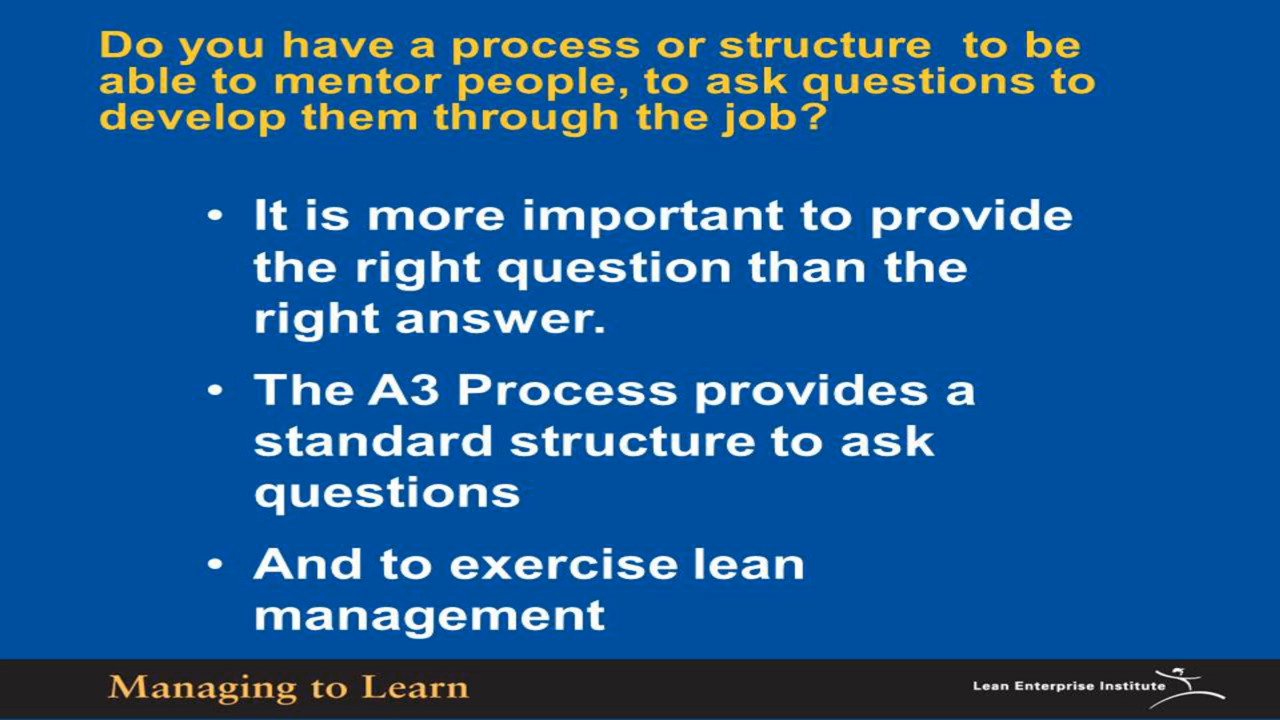 Do you have a process or structure  to be
able to mentor people, to ask questions to
develop them through the job?
• It is more important to provide
the right question than the
right answer.
• The A3 Process provides a
standard structure to ask
questions
• And to exercise lean
management
Managing to Learn
Lean Enterprise Institute